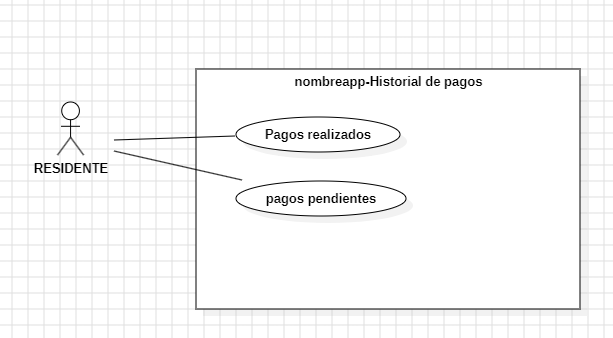 nombreapp-Historial de pagos
Pagos realizados
RESIDENTE
pagos pendientes